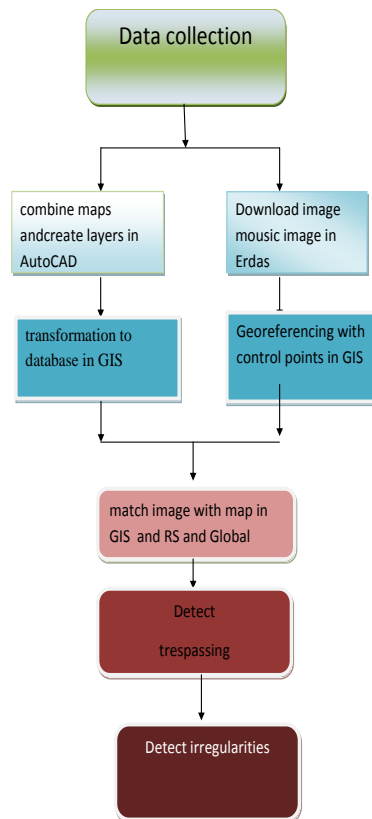 Data collection
combine maps
andcreate layers in
AutoCAD
Download image
mousic image in
Erdas
transformation to
database in GIS
Georeferencing with
control points in GIS
match image with map in
GIS and RS and Global
Detect
trespassing
Detect irregularities